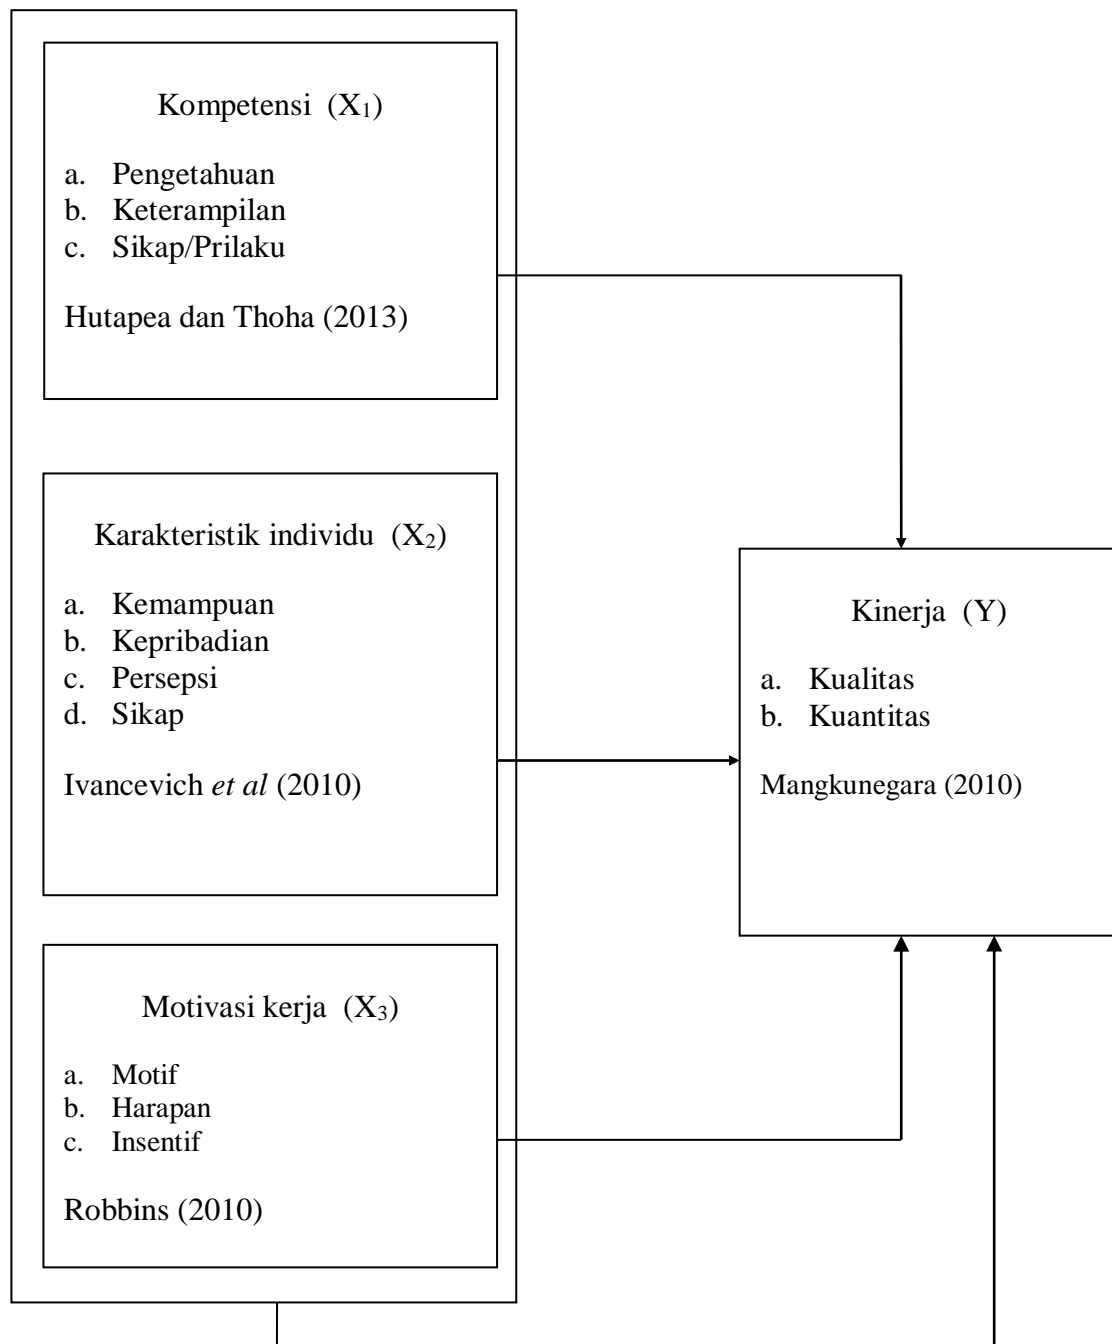 Kompetensi (X₁)
a. Pengetahuan
b. Keterampilan
c. Sikap/Prilaku
Hutapea dan Thoha (2013)
Karakteristik individu (X₂)
a. Kemampuan
b. Kepribadian
c. Persepsi
d. Sikap
Ivancevich et al (2010)
Motivasi kerja (X₃)
a. Motif
b. Harapan
c. Insentif
Robbins (2010)
Kinerja (Y)
a. Kualitas
b. Kuantitas
Mangkunegara (2010)